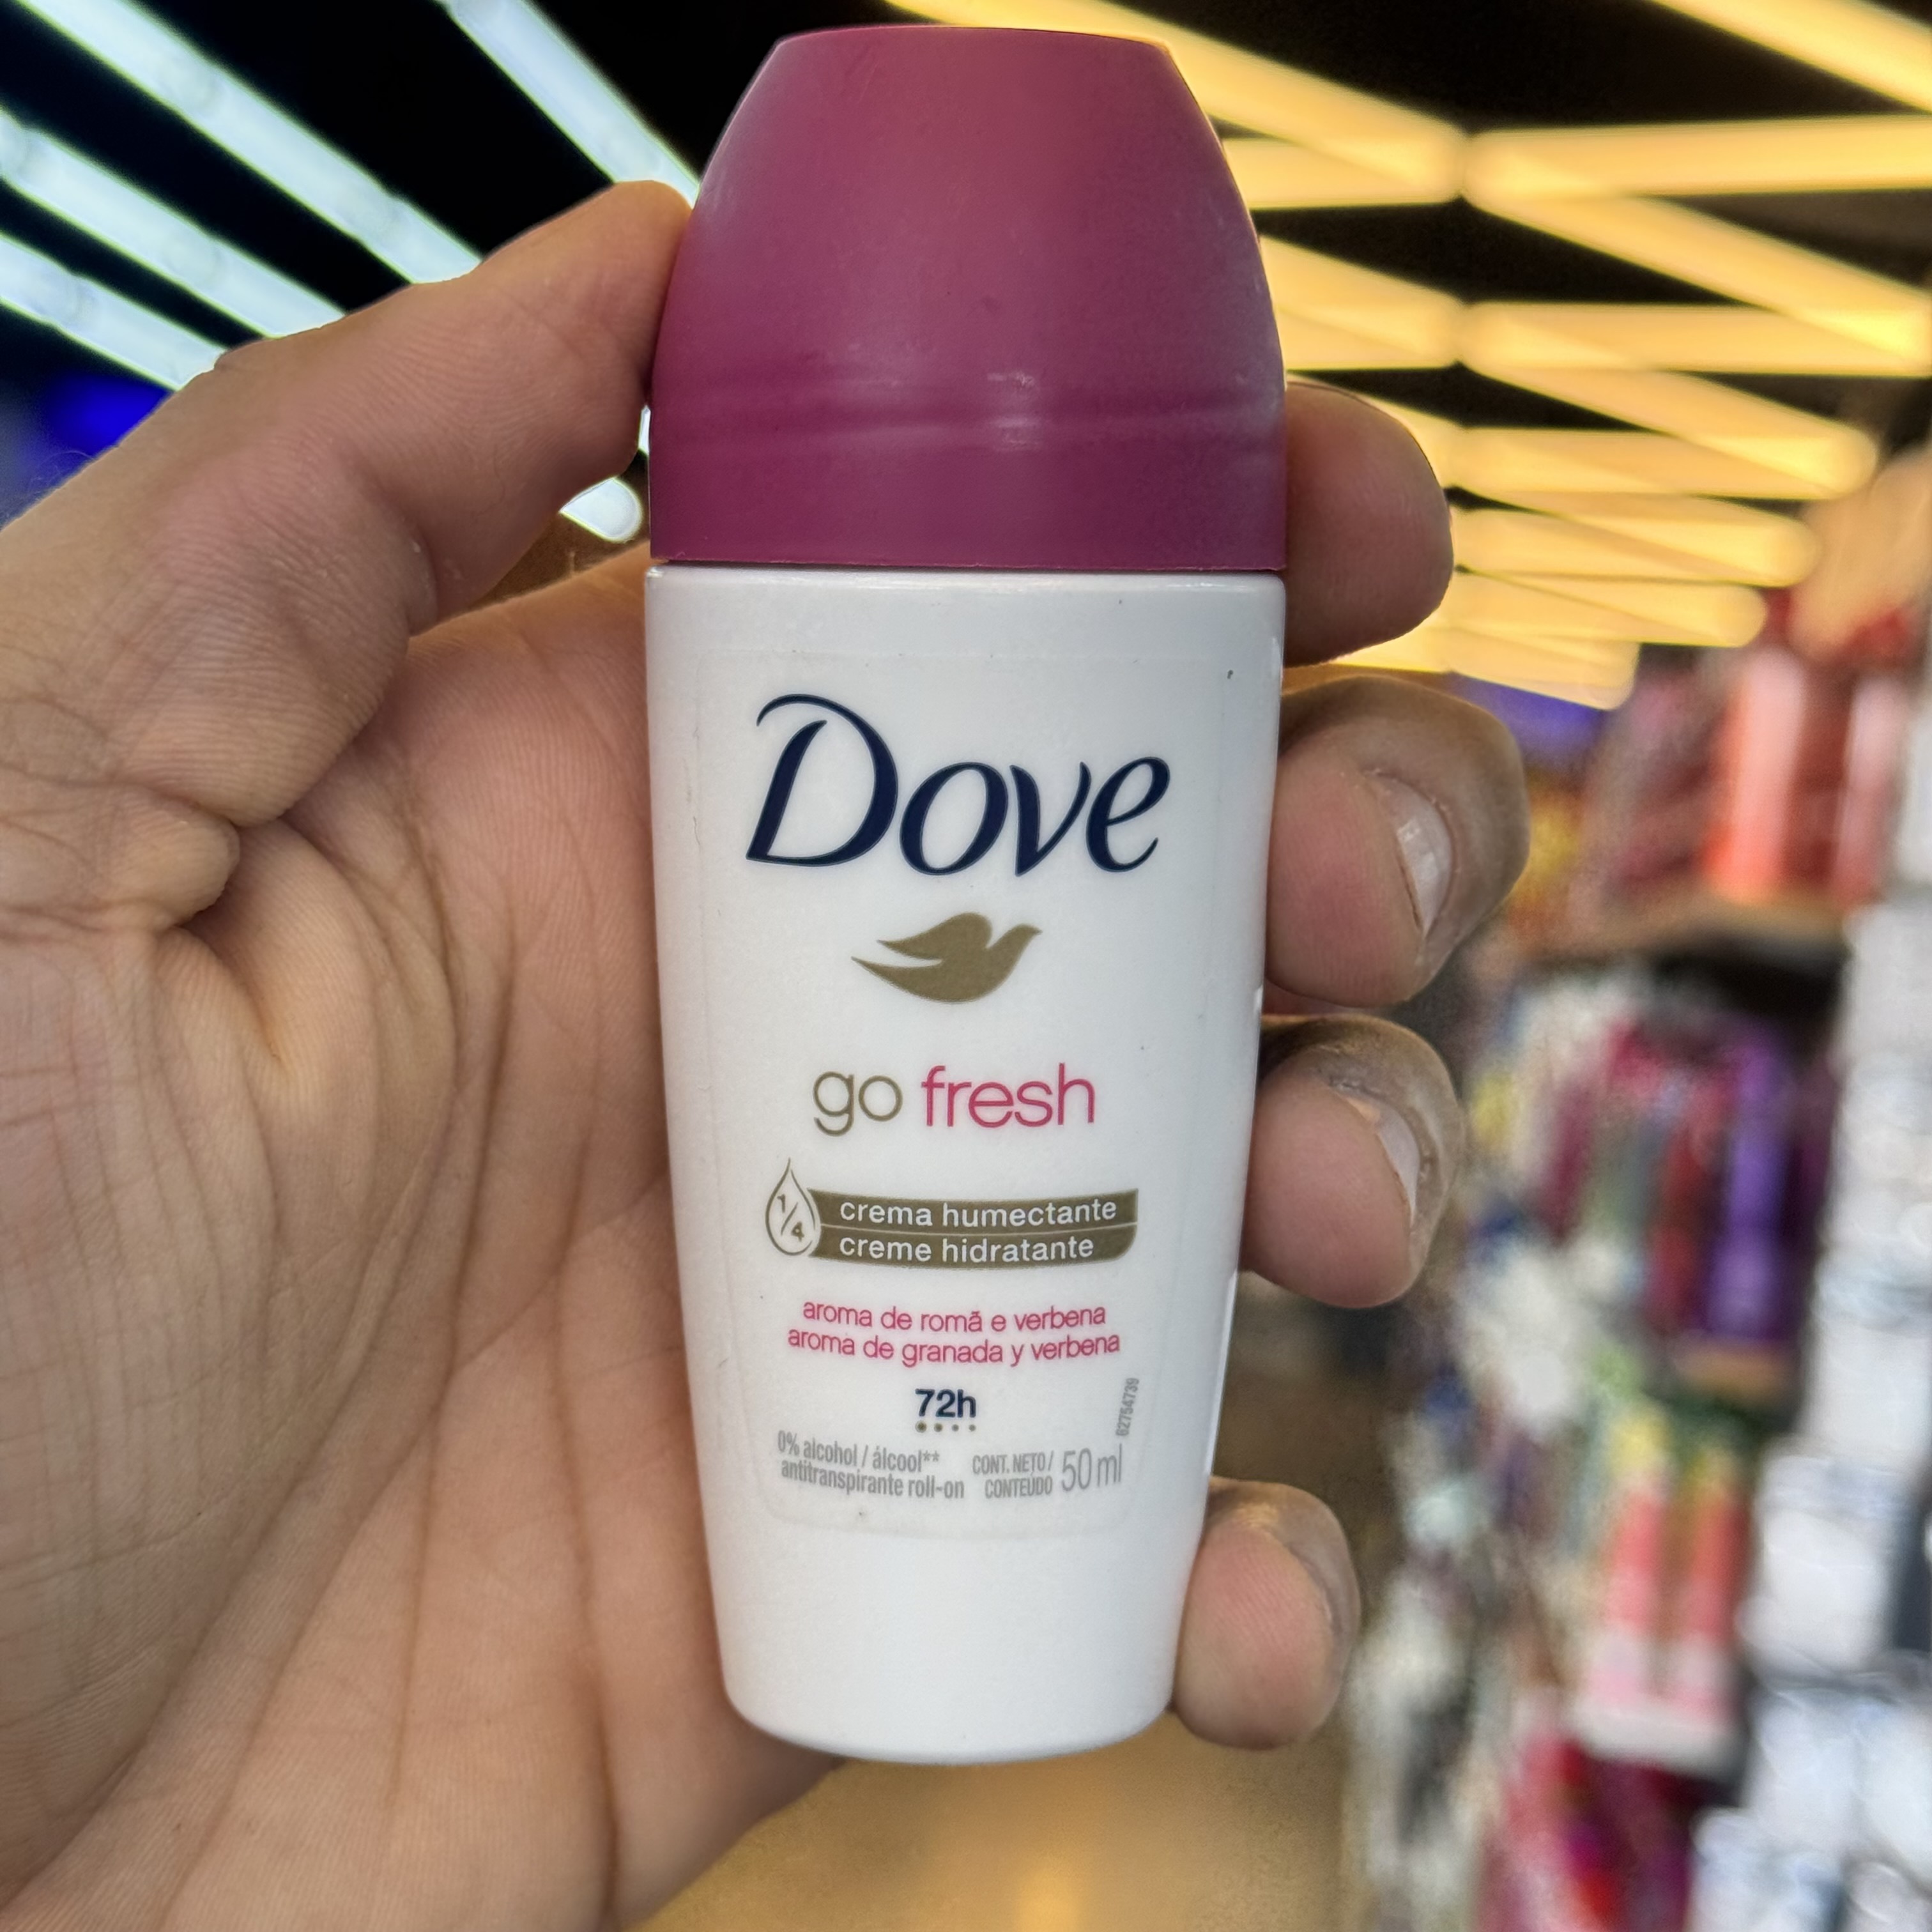 Dove
go fresh
1/4
crema humectante
creme hidratante
aroma de romã e verbena
aroma de granada y verbena
72h
62754739
0% alcohol / álcool**
antitranspirante roll-on
CONT. NETO/
CONTEÚDO
50 ml